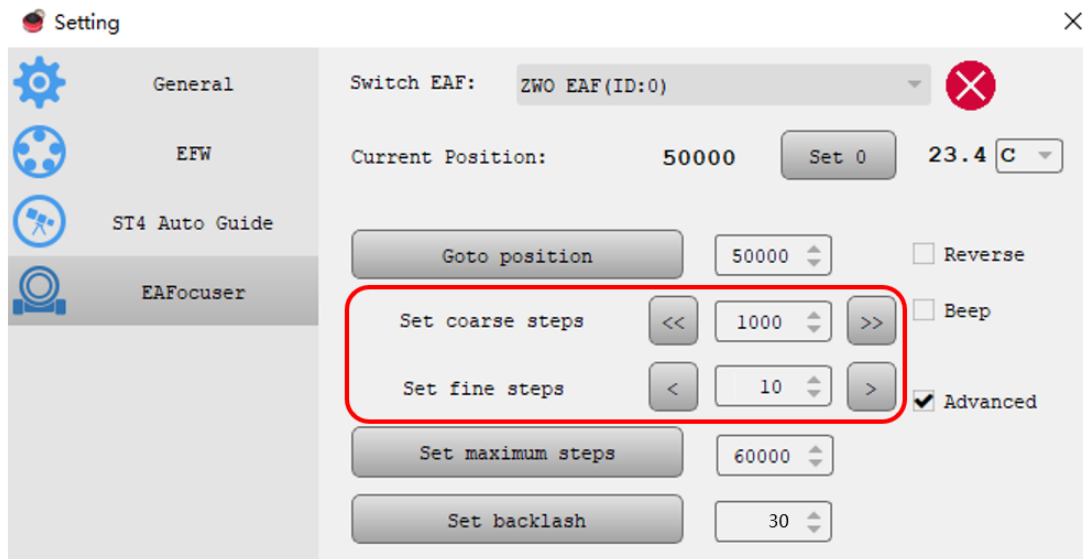 Setting
General
EFW
ST4 Auto Guide
EAFocuser
Switch EAF: ZWO EAF(ID:0)
Current Position: 50000 Set 0 23.4 C
Goto position 50000 Reverse
Set coarse steps << 1000 >> Beep
Set fine steps < 10 > Advanced
Set maximum steps 60000
Set backlash 30